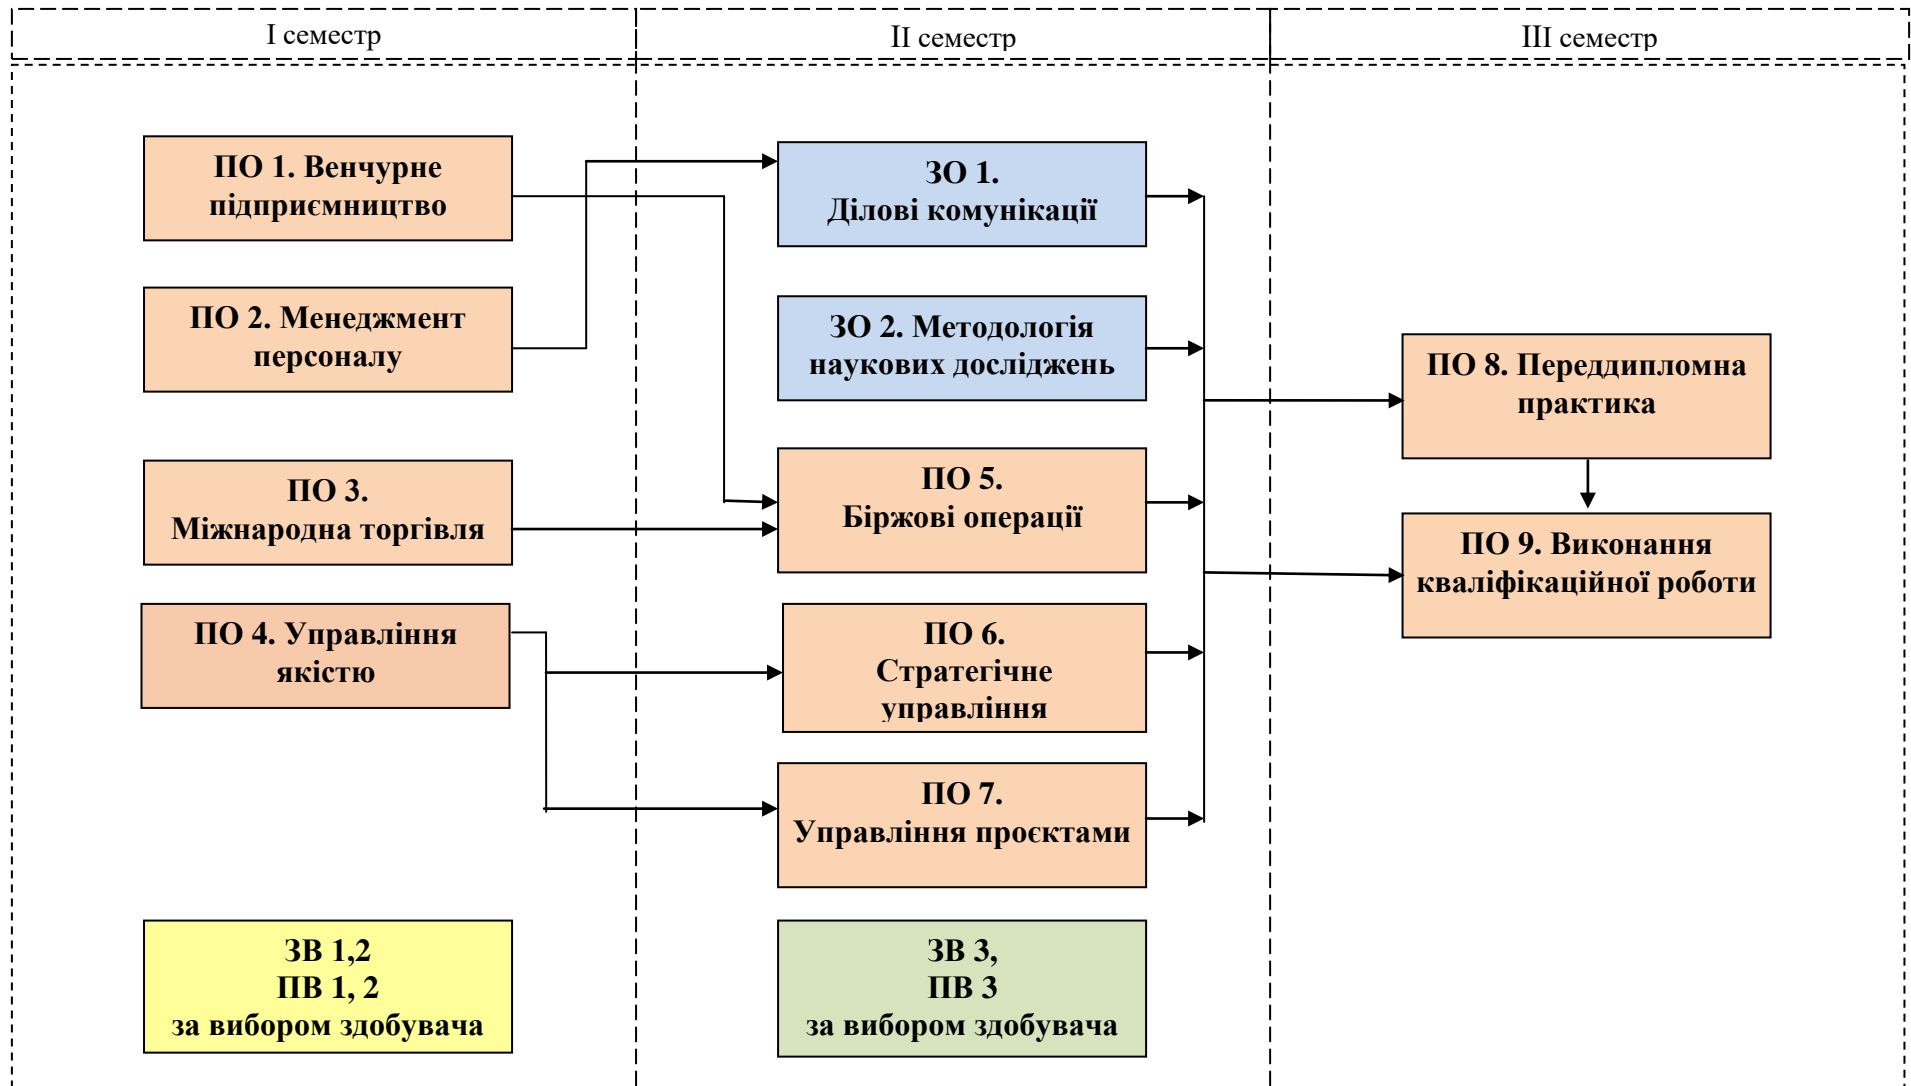 I семестр
II семестр
III семестр
ПО 1. Венчурне
підприємництво
ПО 2. Менеджмент
персоналу
ПО 3.
Міжнародна торгівля
ПО 4. Управління
якістю
ЗВ 1,2
ПВ 1, 2
за вибором здобувача
ЗО 1.
Ділові комунікації
ЗО 2. Методологія
наукових досліджень
ПО 5.
Біржові операції
ПО 6.
Стратегічне
управління
ПО 7.
Управління проєктами
ЗВ 3,
ПВ 3
за вибором здобувача
ПО 8. Переддипломна
практика
ПО 9. Виконання
кваліфікаційної роботи